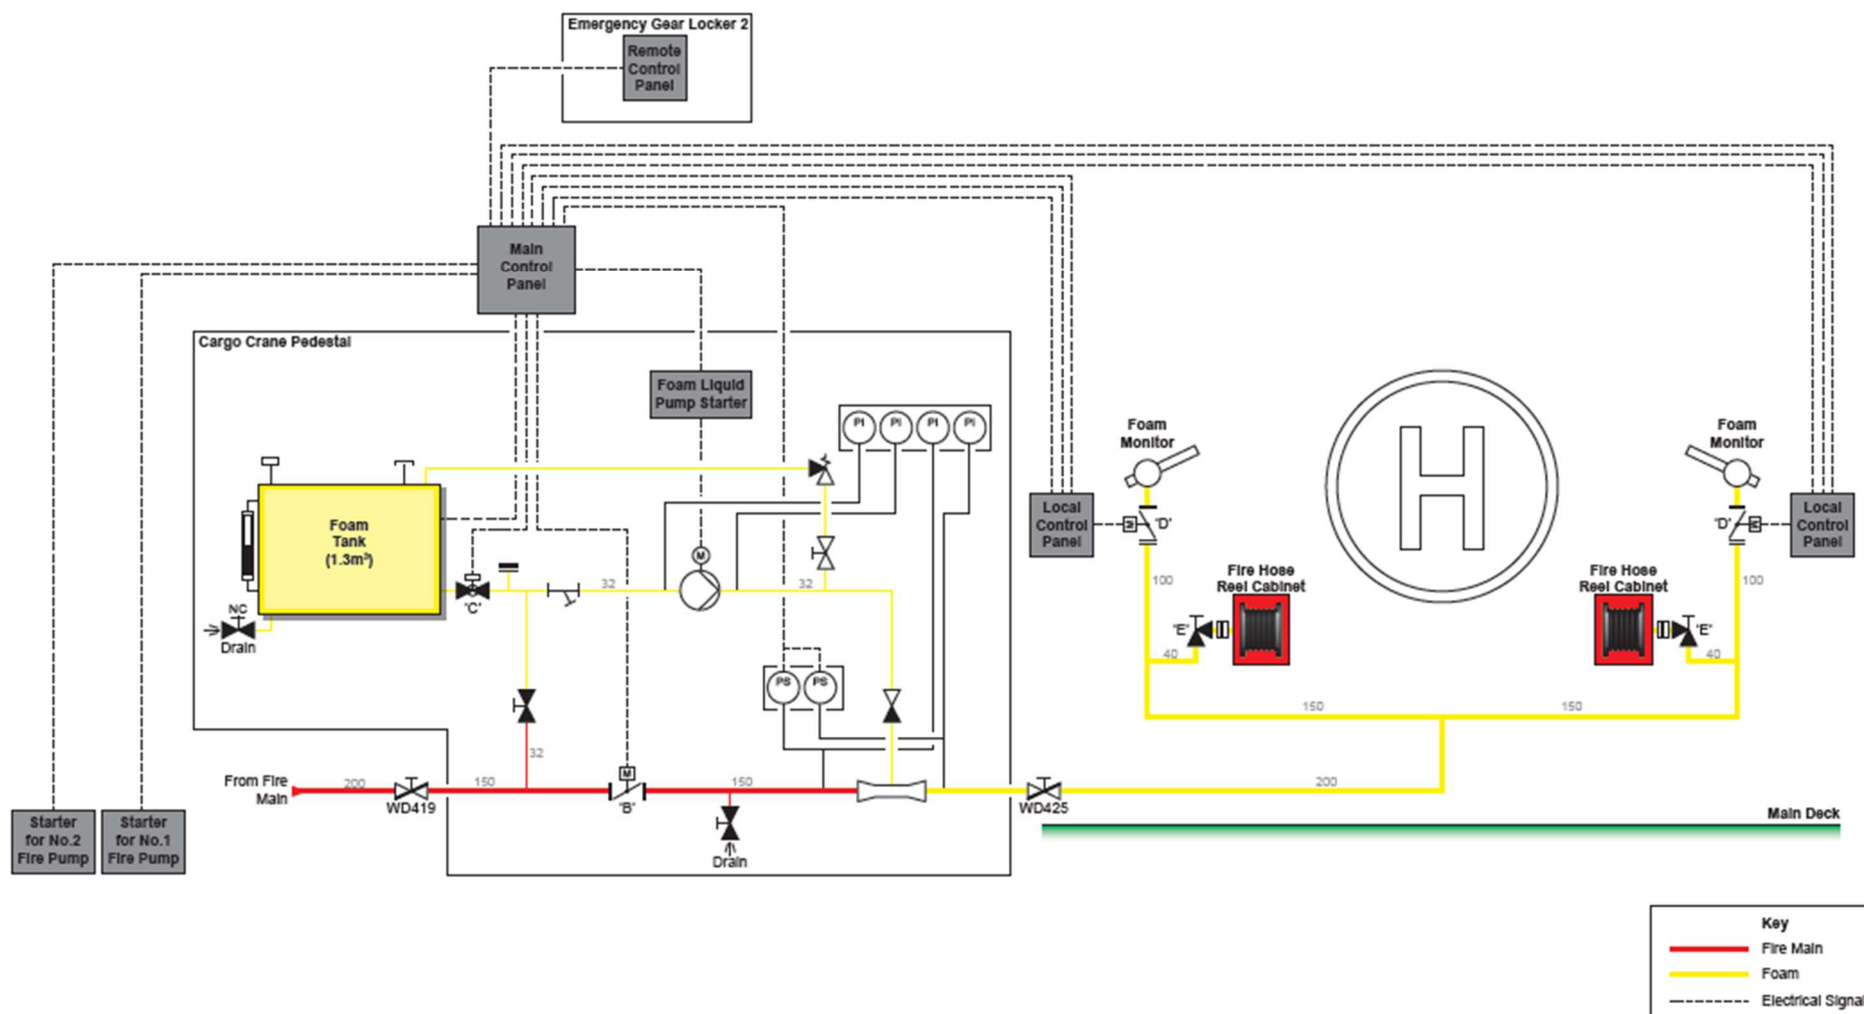 Emergency Gear Locker 2
Remote
Control
Panel
Main
Control
Panel
Cargo Crane Pedestal
Foam Liquid
Pump Starter
PI PI PI PI
Foam
Monitor
Foam
Monitor
H
Foam
Tank
(1.3m³)
Local
Control
Panel
M
"D"
"D"
M
Local
Control
Panel
M
"C"
32
32
100
Fire Hose
Reel Cabinet
Fire Hose
Reel Cabinet
100
NC
Drain
"E"
40
"E"
40
PS PS
150
150
32
From Fire
Main
200
WD419
150
M
"B"
150
WD425
200
Drain
Main Deck
Starter
for No.2
Fire Pump
Starter
for No.1
Fire Pump
Key
Fire Main
Foam
Electrical Signal